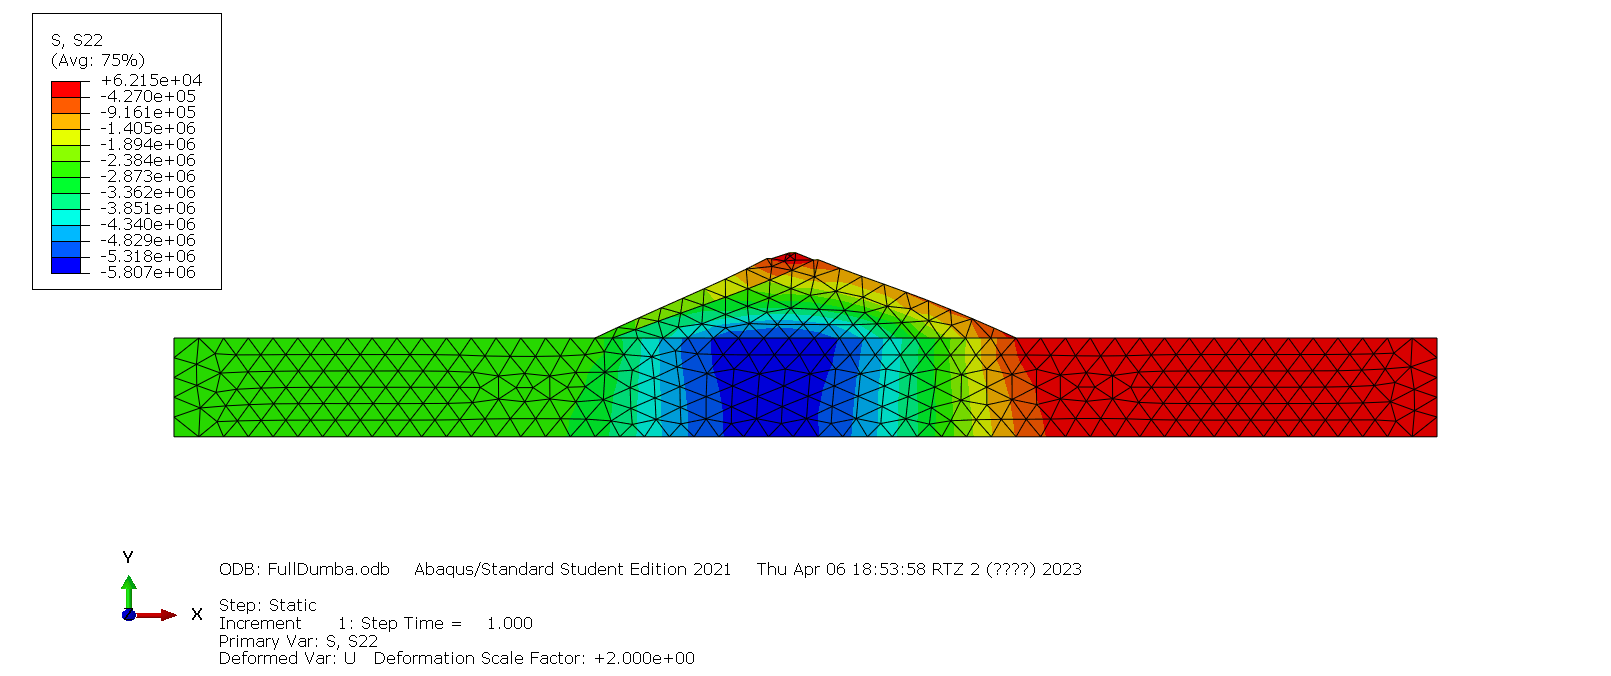 S, S22
(Avg: 75%)
+6.215e+04
-4.270e+05
-9.161e+05
-1.405e+06
-1.894e+06
-2.384e+06
-2.873e+06
-3.362e+06
-3.851e+06
-4.340e+06
-4.829e+06
-5.318e+06
-5.807e+06
Y
X
ODB: FullDumba.odb Abaqus/Standard Student Edition 2021 Thu Apr 06 18:53:58 RTZ 2 (????) 2023
Step: Static
Increment 1: Step Time = 1.000
Primary Var: S, S22
Deformed Var: U Deformation Scale Factor: +2.000e+00